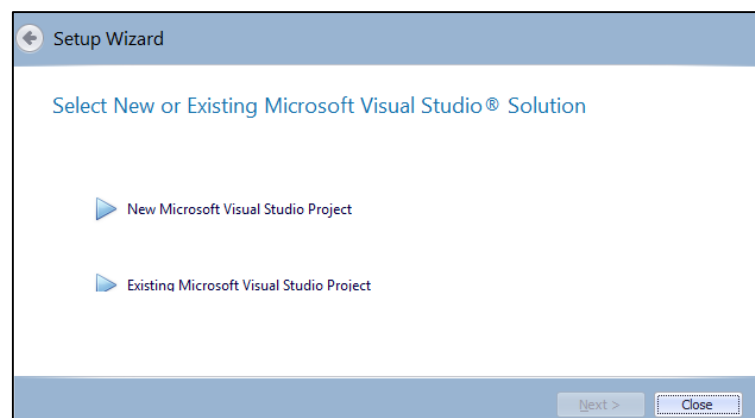 Setup Wizard
Select New or Existing Microsoft Visual Studio® Solution
New Microsoft Visual Studio Project
Existing Microsoft Visual Studio Project
Next > Close